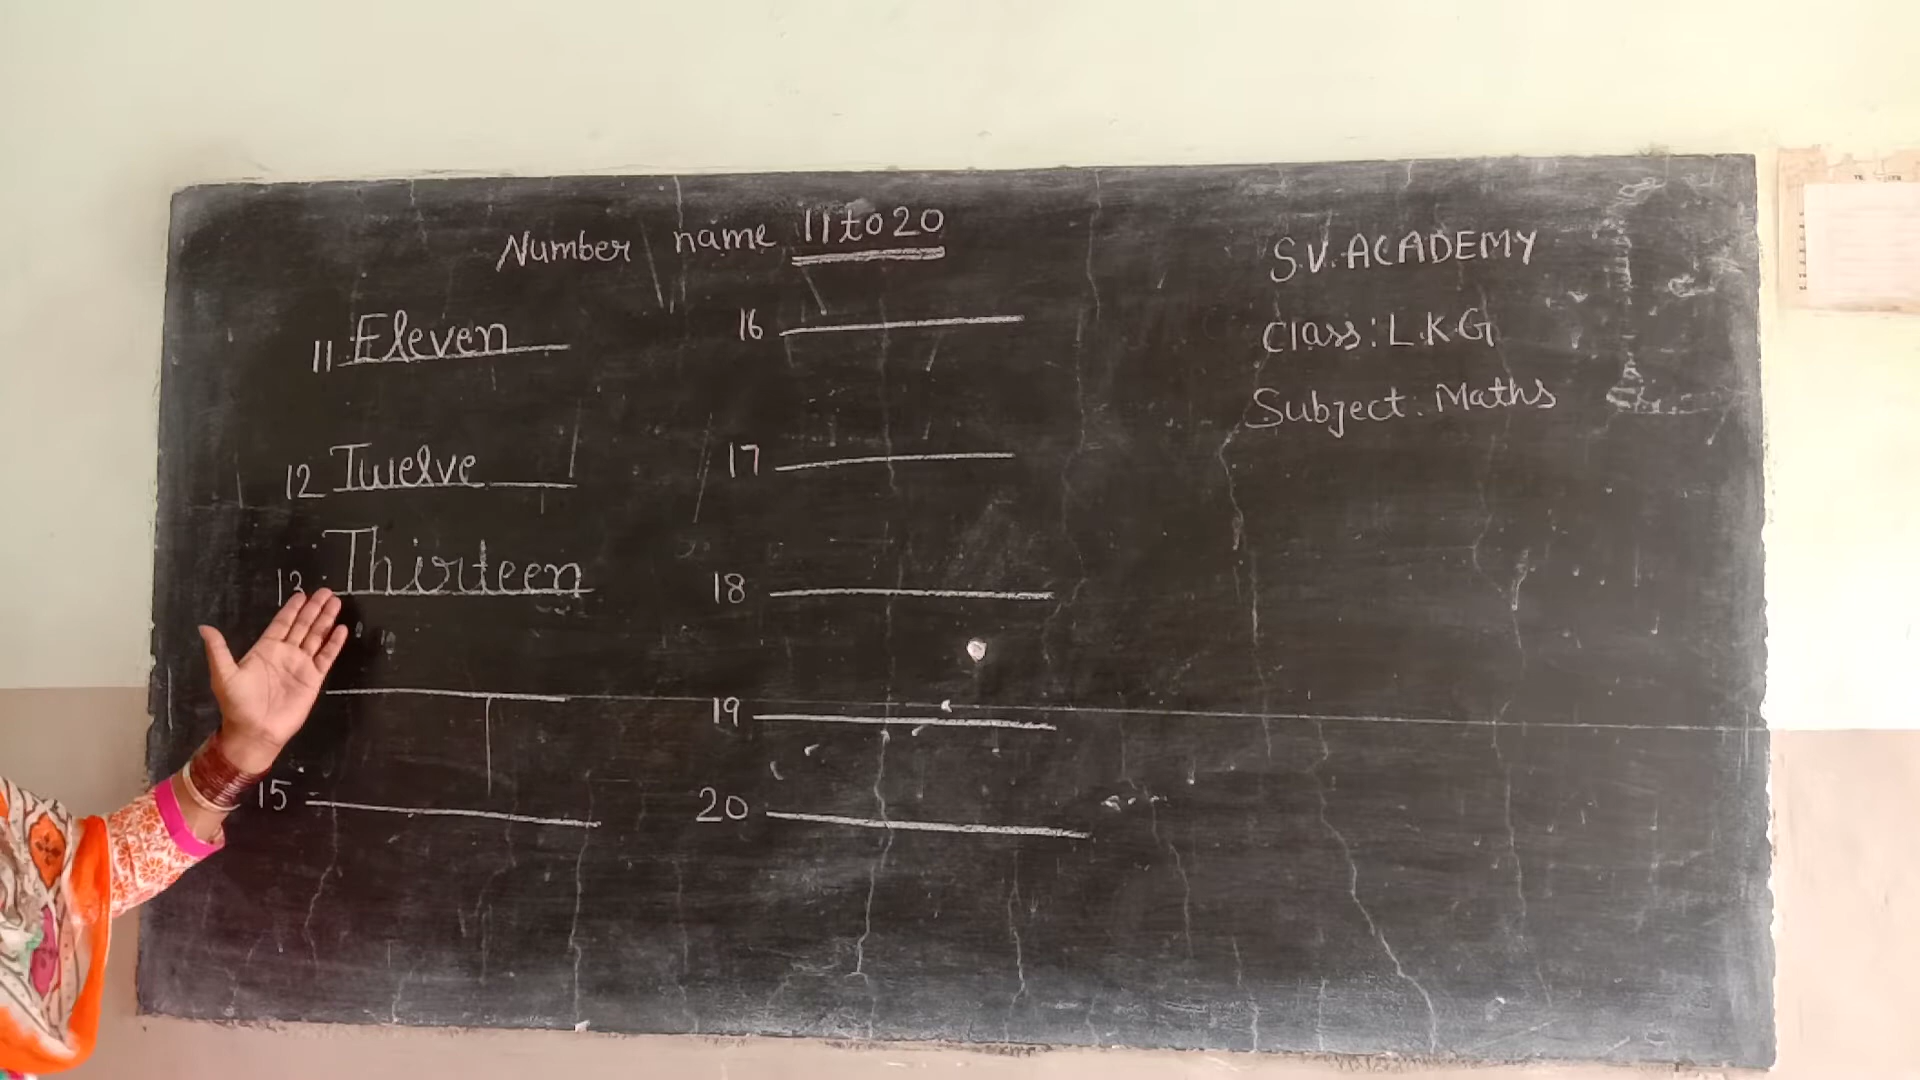 Number name 11 to 20
11 Eleven
12 Twelve
13 Thirteen
15
16
17
18
19
20
S.V. ACADEMY
Class: L.K.G
Subject: Maths